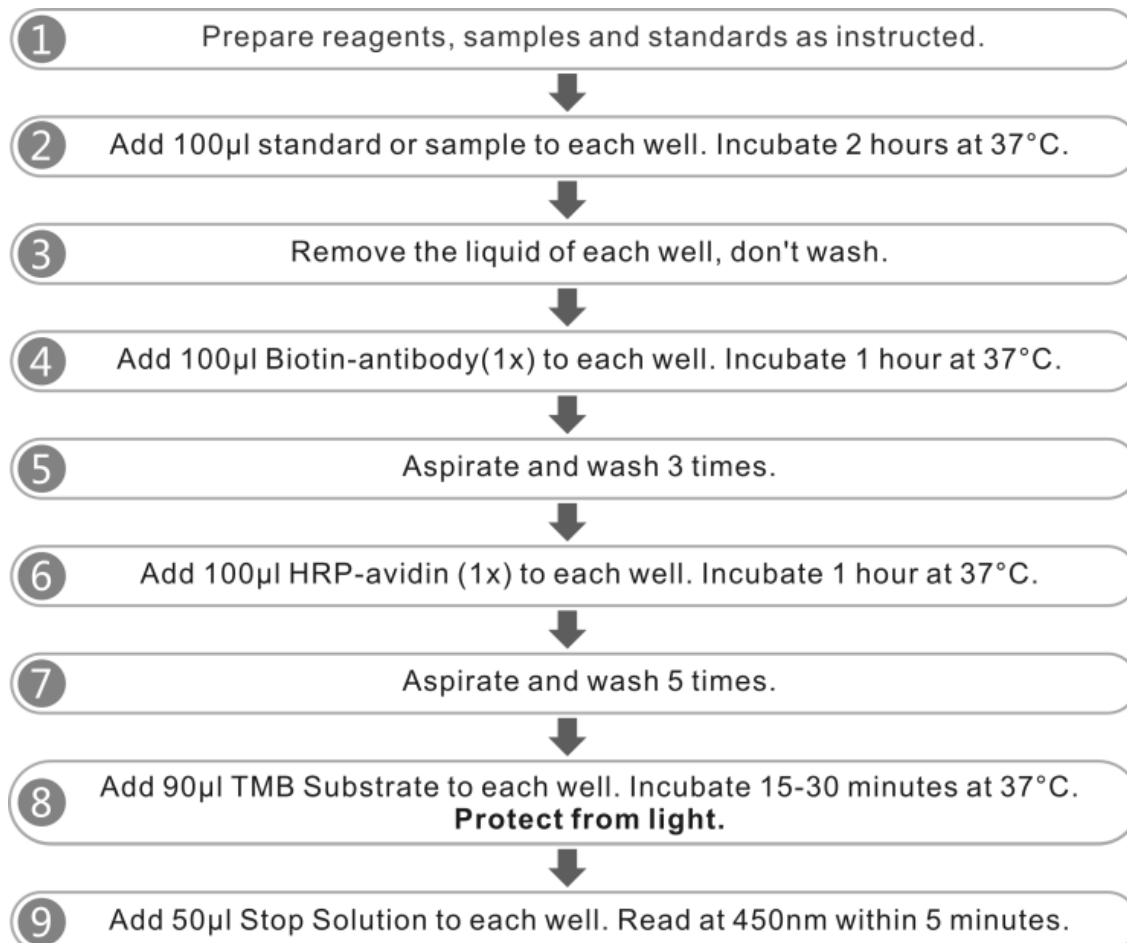 1 Prepare reagents, samples and standards as instructed.
2 Add 100µl standard or sample to each well. Incubate 2 hours at 37°C.
3 Remove the liquid of each well, don't wash.
4 Add 100µl Biotin-antibody(1x) to each well. Incubate 1 hour at 37°C.
5 Aspirate and wash 3 times.
6 Add 100µl HRP-avidin (1x) to each well. Incubate 1 hour at 37°C.
7 Aspirate and wash 5 times.
8 Add 90µl TMB Substrate to each well. Incubate 15-30 minutes at 37°C.
Protect from light.
9 Add 50µl Stop Solution to each well. Read at 450nm within 5 minutes.